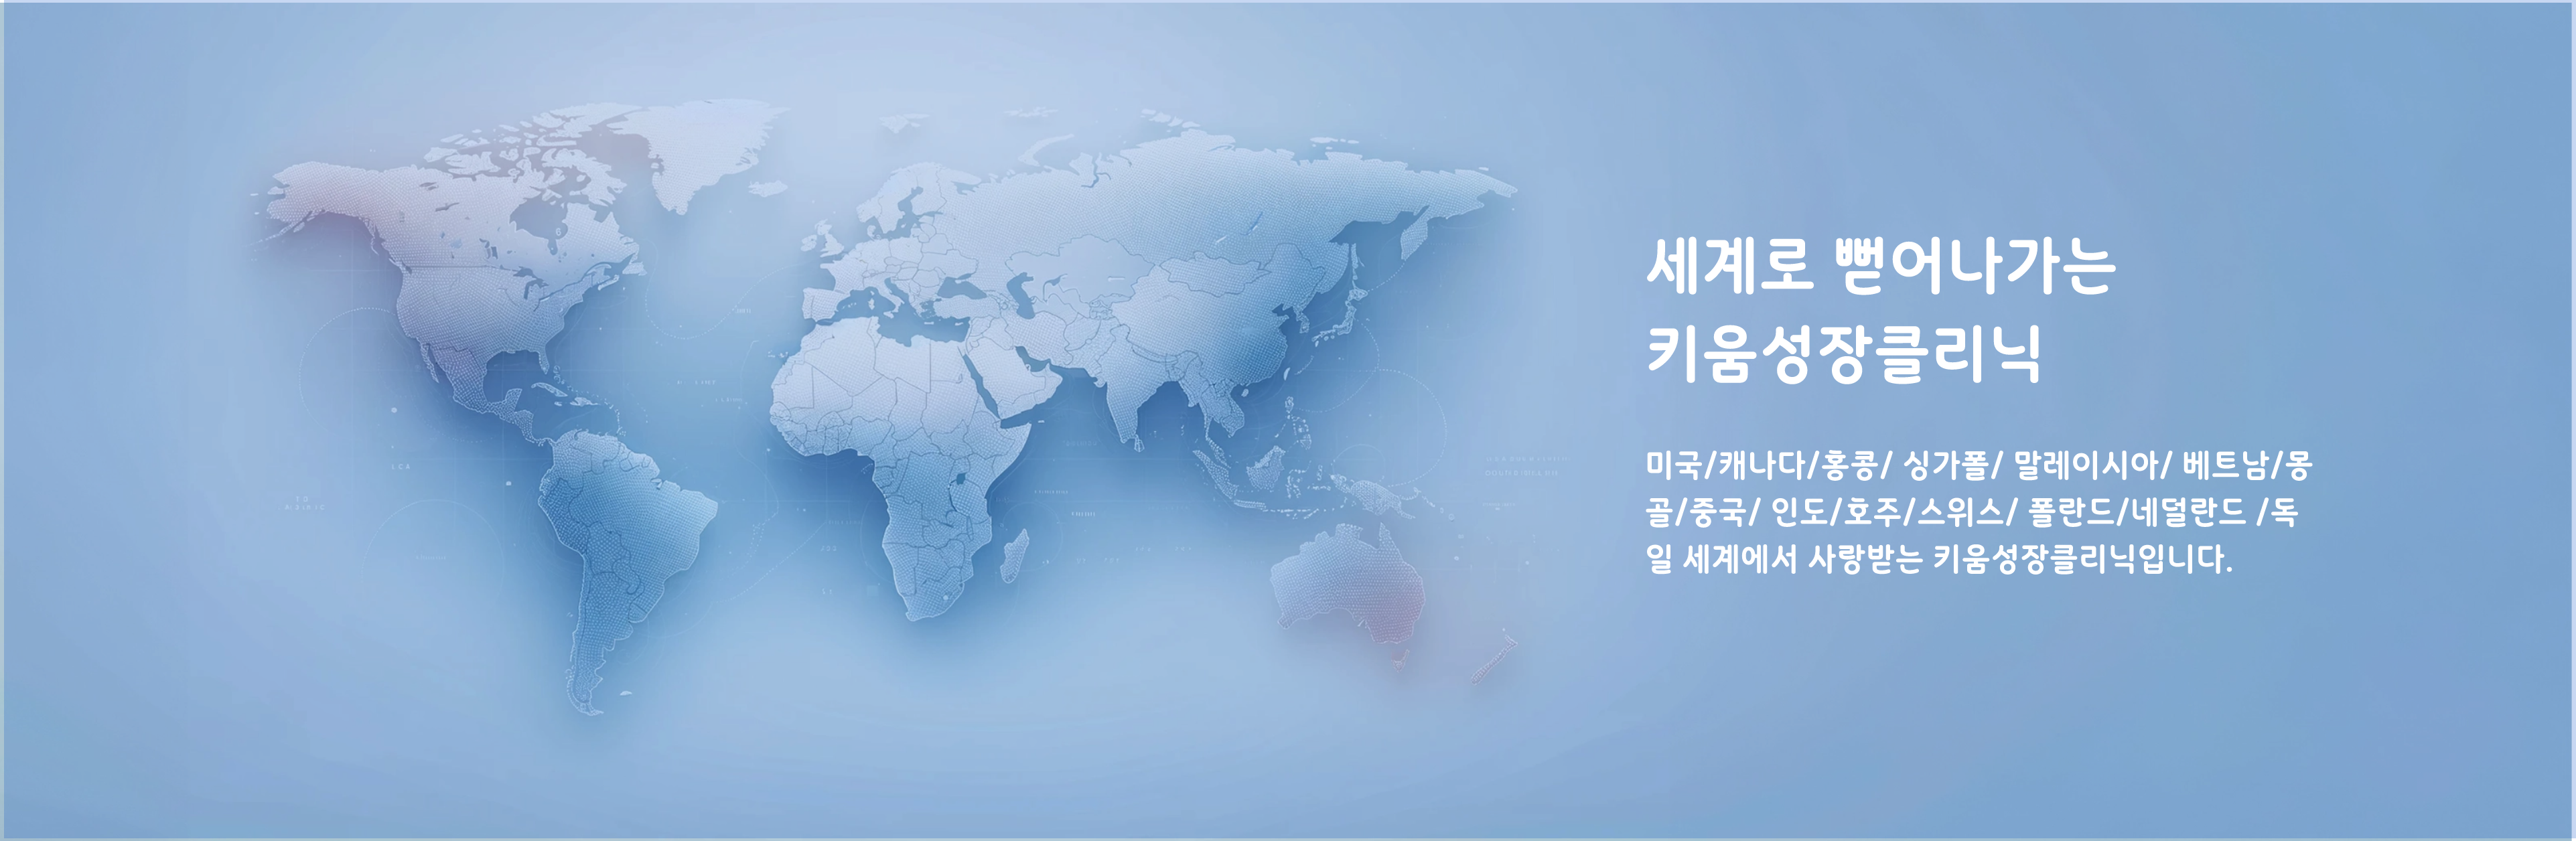 세계로 뻗어나가는
키움성장클리닉
미국/캐나다/홍콩/ 싱가폴/ 말레이시아/ 베트남/몽
골/중국/ 인도/호주/스위스/ 폴란드/네덜란드 /독
일 세계에서 사랑받는 키움성장클리닉입니다.